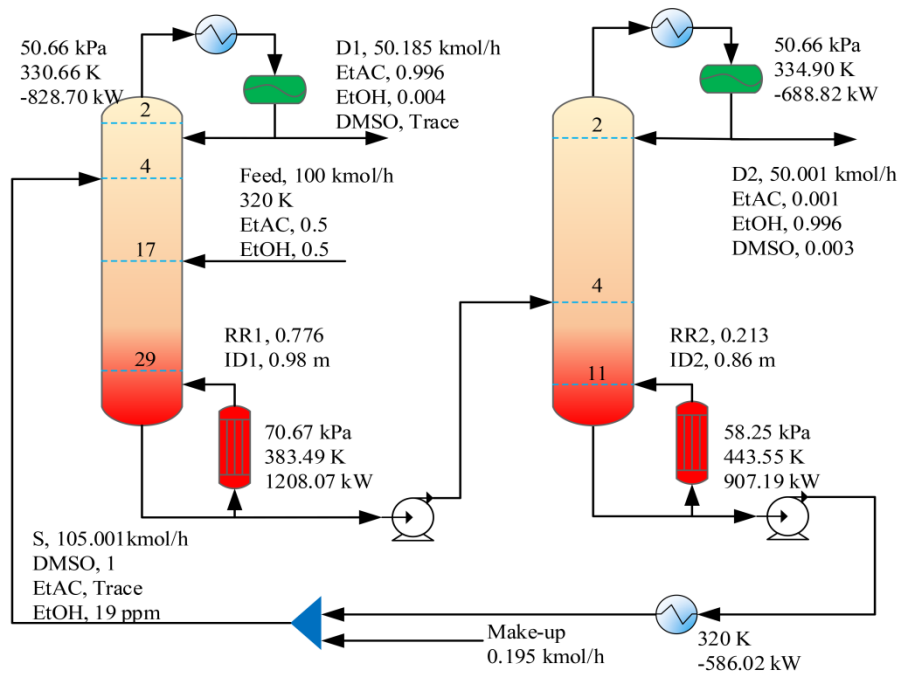 50.66 kPa
330.66 K
-828.70 kW
2
4
17
29
D1, 50.185 kmol/h
EtAC, 0.996
EtOH, 0.004
DMSO, Trace
Feed, 100 kmol/h
320 K
EtAC, 0.5
EtOH, 0.5
RR1, 0.776
ID1, 0.98 m
70.67 kPa
383.49 K
1208.07 kW
50.66 kPa
334.90 K
-688.82 kW
2
4
11
D2, 50.001 kmol/h
EtAC, 0.001
EtOH, 0.996
DMSO, 0.003
RR2, 0.213
ID2, 0.86 m
58.25 kPa
443.55 K
907.19 kW
S, 105.001kmol/h
DMSO, 1
EtAC, Trace
EtOH, 19 ppm
Make-up
0.195 kmol/h
320 K
-586.02 kW